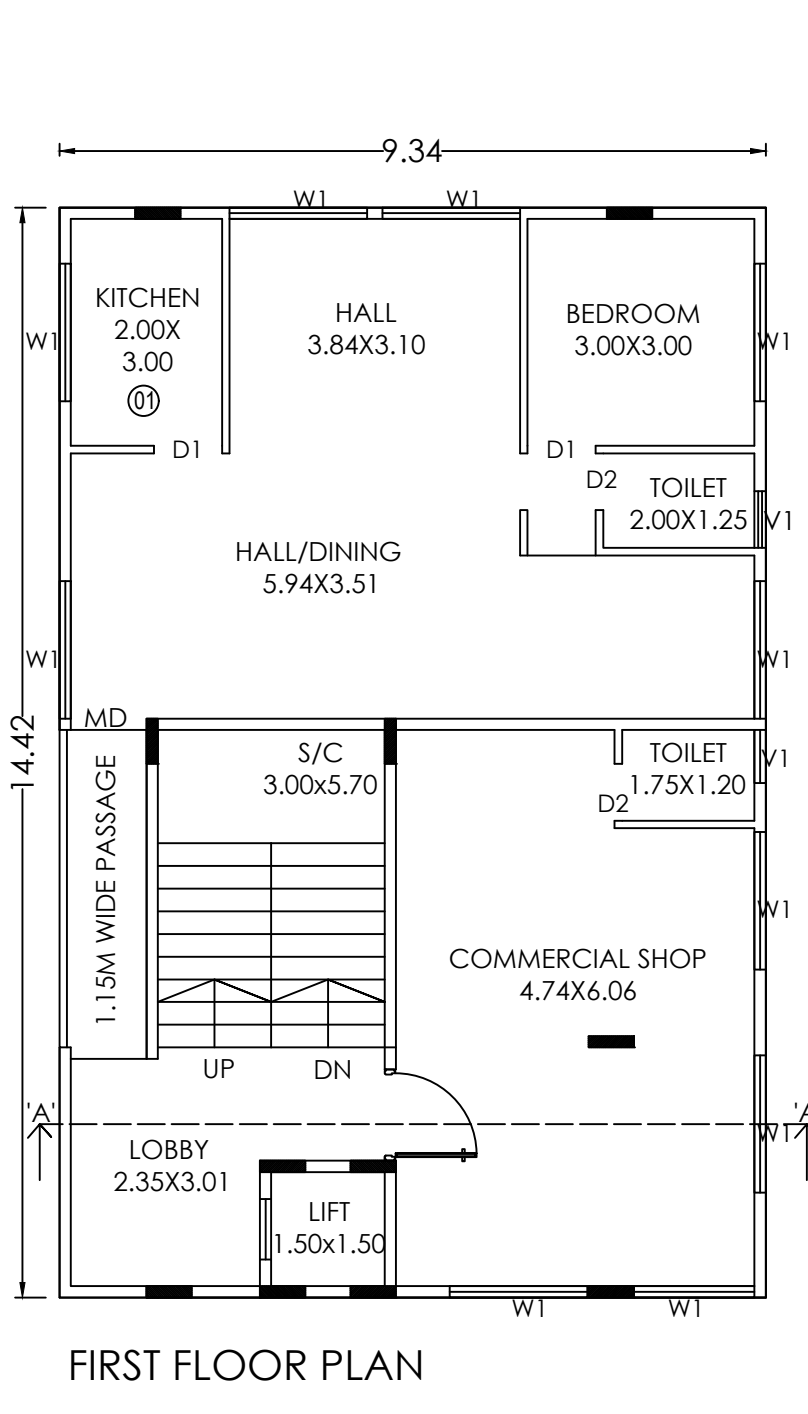 9.34
W1
W1
KITCHEN
2.00X
3.00
01
HALL
3.84X3.10
BEDROOM
3.00X3.00
W1
W1
D1
D1
D2
TOILET
2.00X1.25
V1
HALL/DINING
5.94X3.51
W1
W1
14.42
MD
S/C
3.00x5.70
TOILET
1.75X1.20
V1
D2
1.15M WIDE PASSAGE
W1
COMMERCIAL SHOP
4.74X6.06
UP
DN
'A'
'A
W1
LOBBY
2.35X3.01
LIFT
1.50x1.50
W1
W1
FIRST FLOOR PLAN